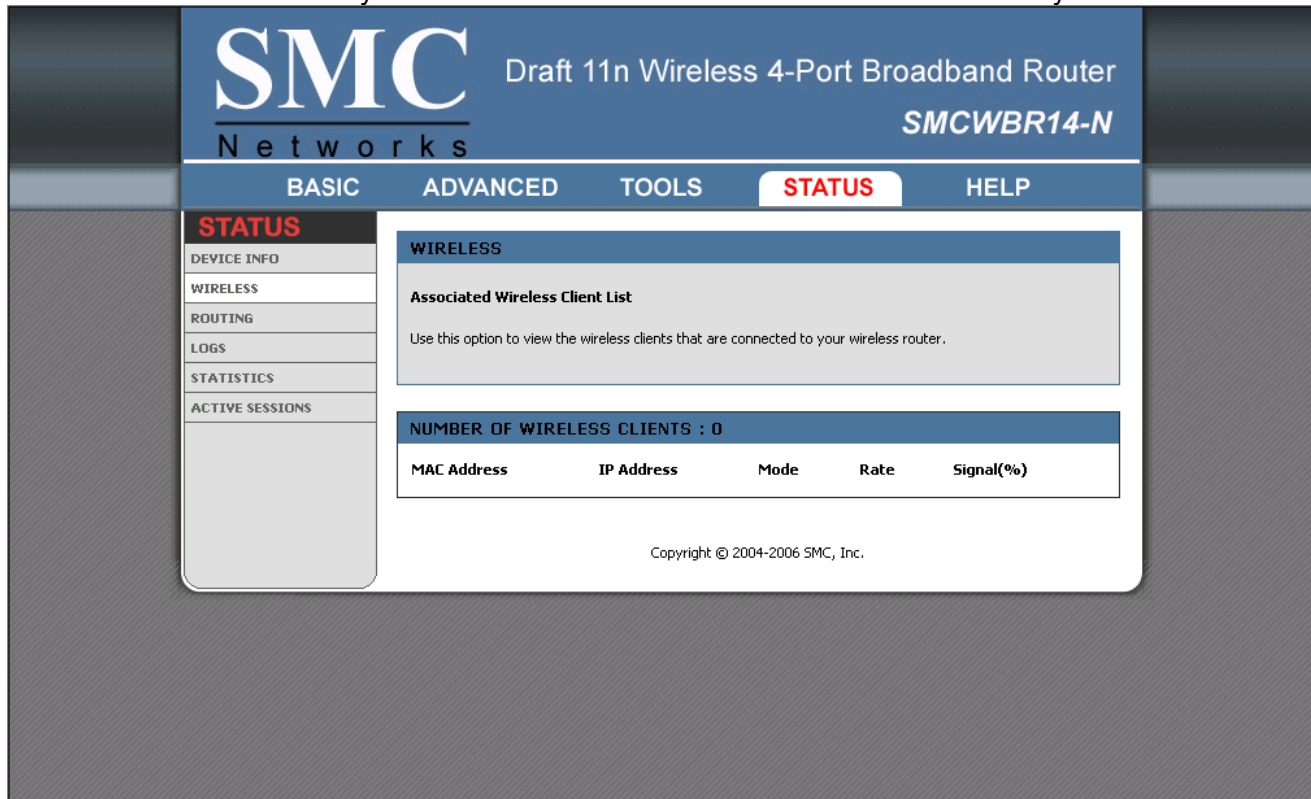 SMC
Networks
Draft 11n Wireless 4-Port Broadband Router
SMCWBR14-N
BASIC ADVANCED TOOLS STATUS HELP
STATUS
DEVICE INFO
WIRELESS
ROUTING
LOGS
STATISTICS
ACTIVE SESSIONS
WIRELESS
Associated Wireless Client List
Use this option to view the wireless clients that are connected to your wireless router.
NUMBER OF WIRELESS CLIENTS : 0
MAC Address IP Address Mode Rate Signal(%)
Copyright © 2004-2006 SMC, Inc.